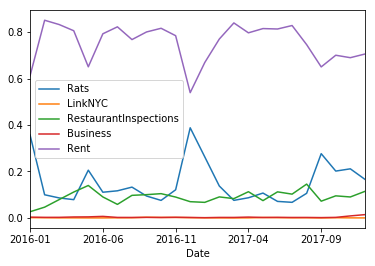 0.8
0.6
0.4
0.2
0.0
Rats
LinkNYC
RestaurantInspections
Business
Rent
2016-01 2016-06 2016-11 2017-04 2017-09
Date